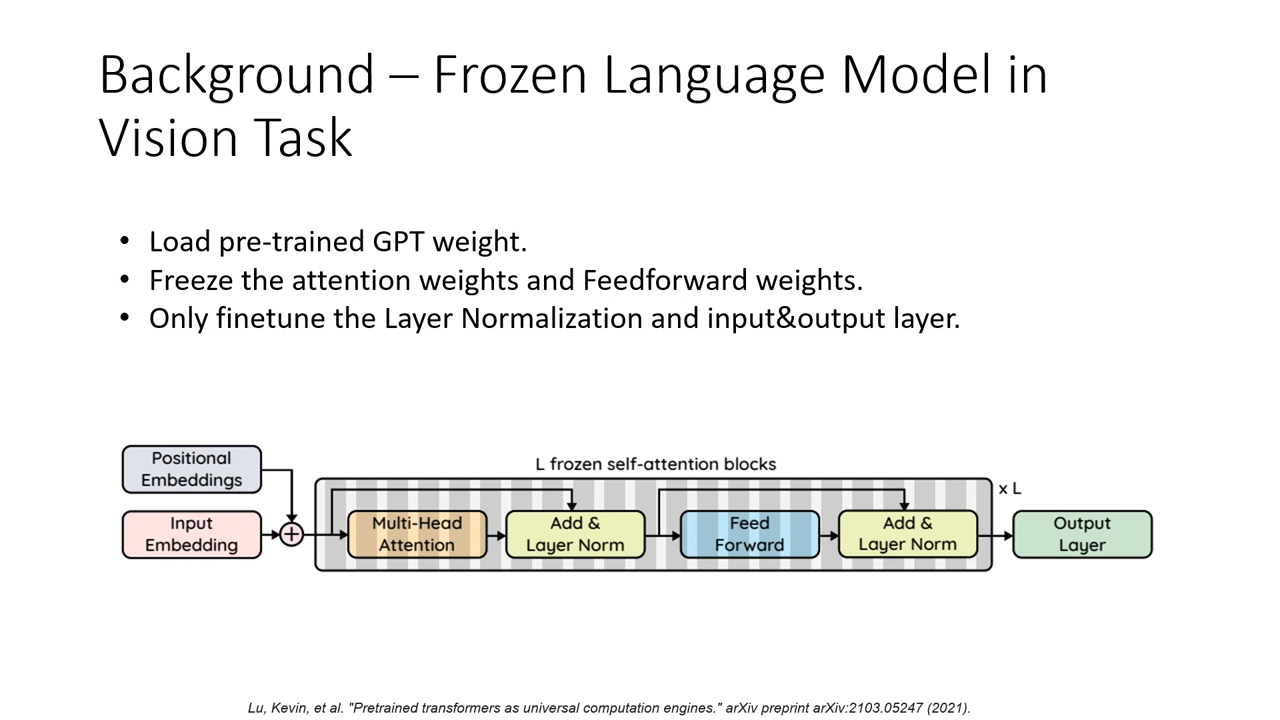 Background – Frozen Language Model in
Vision Task
• Load pre-trained GPT weight.
• Freeze the attention weights and Feedforward weights.
• Only finetune the Layer Normalization and input&output layer.
L frozen self-attention blocks
x L
Positional
Embeddings
Input
Embedding
Multi-Head
Attention
Add &
Layer Norm
Feed
Forward
Add &
Layer Norm
Output
Layer
Lu, Kevin, et al. "Pretrained transformers as universal computation engines." arXiv preprint arXiv:2103.05247 (2021).